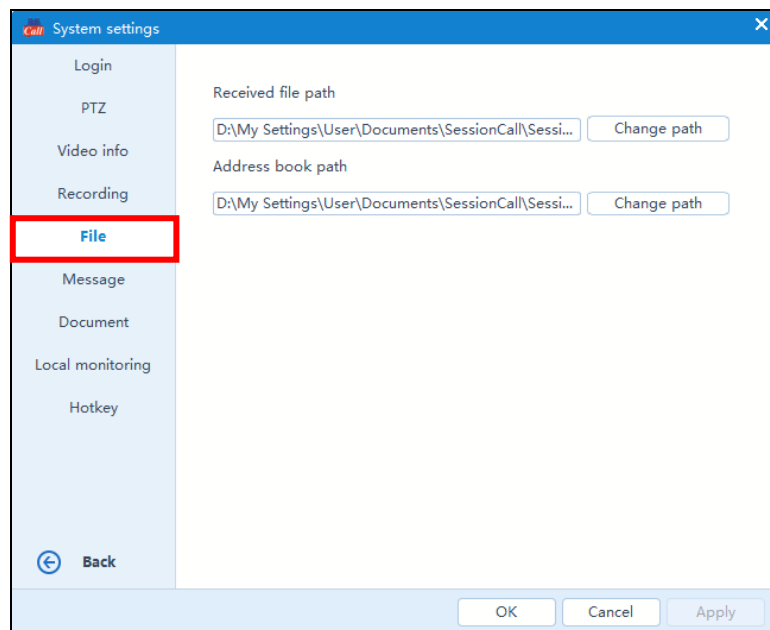 Call System settings
Login
PTZ
Video info
Recording
File
Message
Document
Local monitoring
Hotkey
Back
Received file path
D:\My Settings\User\Documents\SessionCall\Sessi... Change path
Address book path
D:\My Settings\User\Documents\SessionCall\Sessi... Change path
OK Cancel Apply